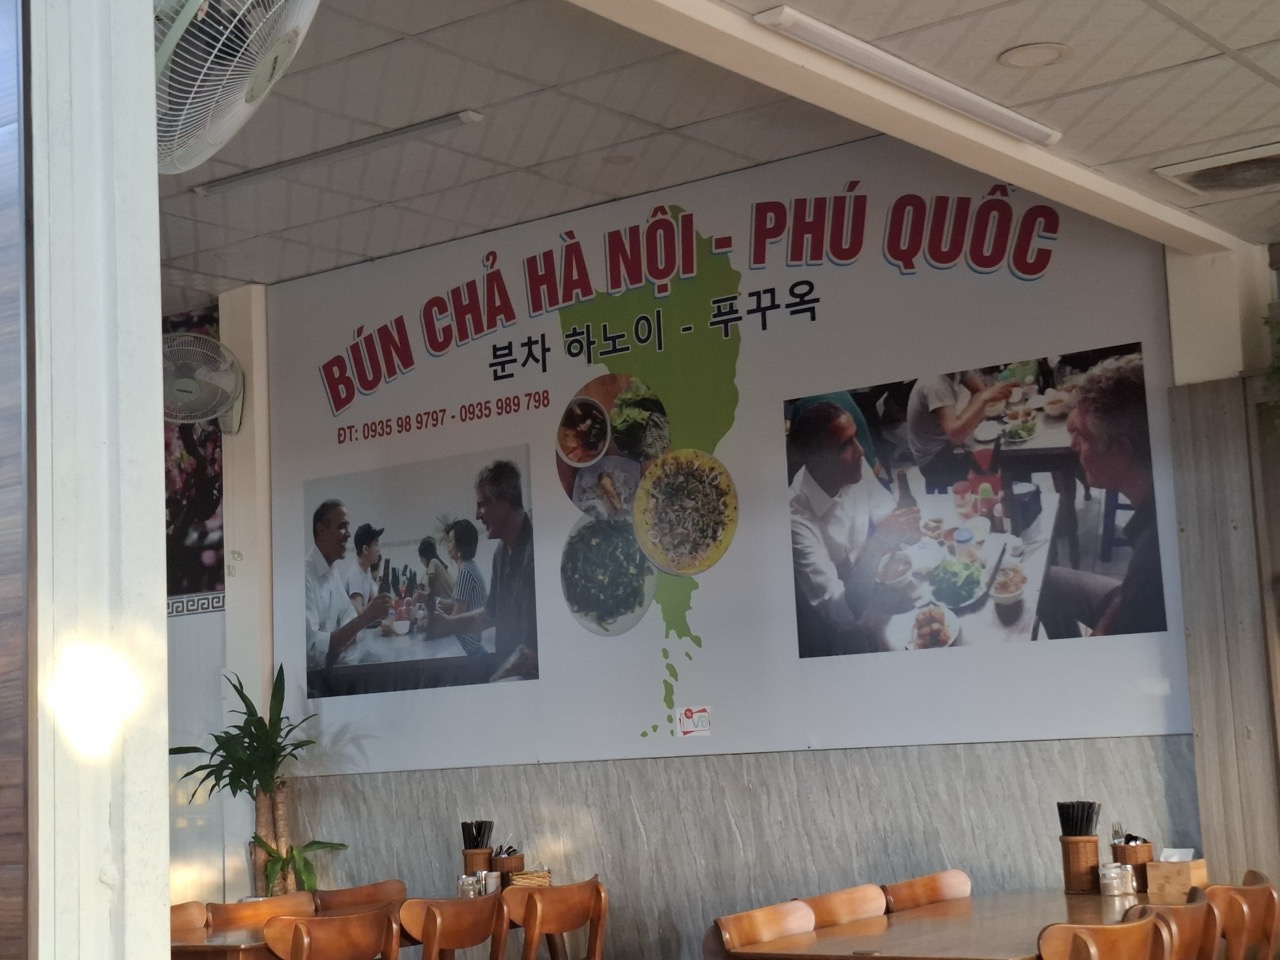 BÚN CHẢ HÀ NỘI - PHÚ QUỐC
분차 하노이 - 푸꾸옥
ĐT: 0935 98 9797 - 0935 989 798